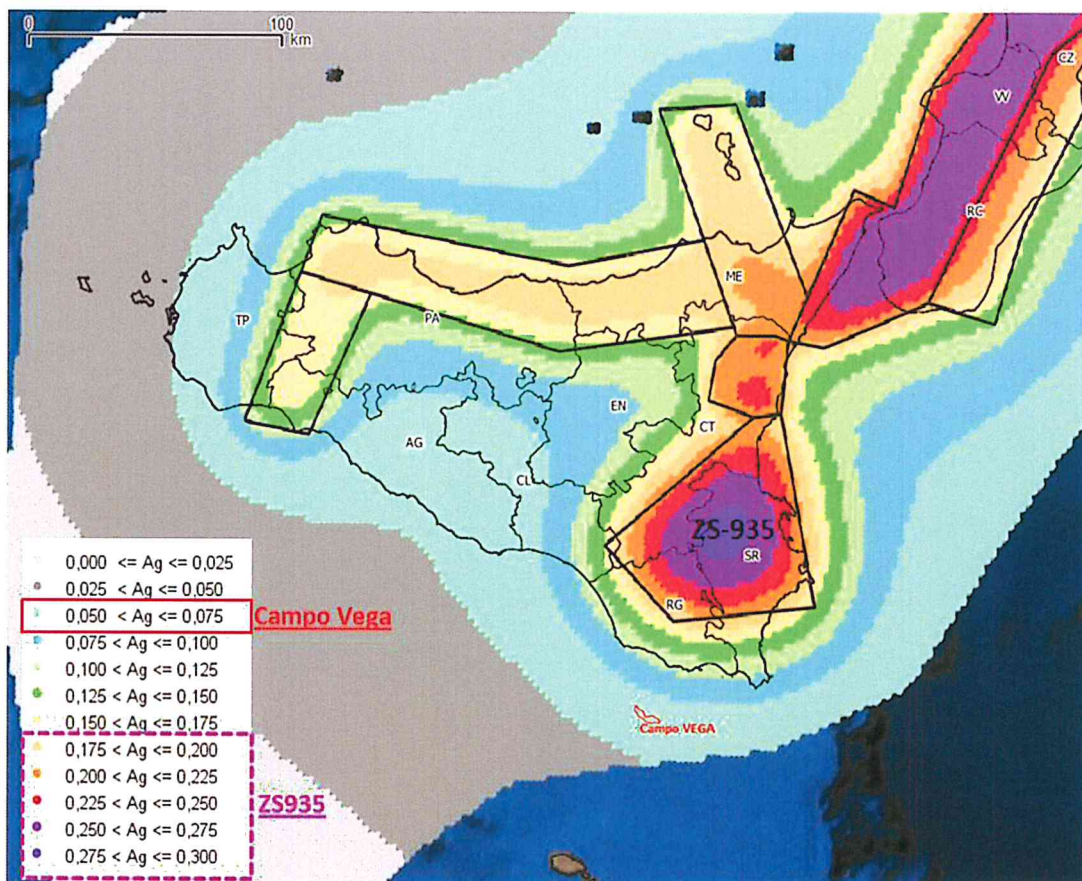 0 100
km
CZ
VV
RC
ME
TP
PA
EN
AG
CT
CL
ZS-935
SR
RG
0,000 <= Ag <= 0,025
0,025 < Ag <= 0,050
0,050 < Ag <= 0,075 Campo Vega
0,075 < Ag <= 0,100
0,100 < Ag <= 0,125
0,125 < Ag <= 0,150
0,150 < Ag <= 0,175
0,175 < Ag <= 0,200
0,200 < Ag <= 0,225
0,225 < Ag <= 0,250
0,250 < Ag <= 0,275
0,275 < Ag <= 0,300
ZS935
Campo VEGA